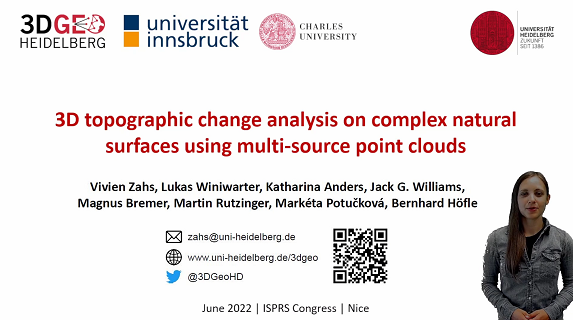 3DGEO
HEIDELBERG
universität
innsbruck
CHARLES
UNIVERSITY
UNIVERSITÄT
HEIDELBERG
ZUKUNFT
SEIT 1386
3D topographic change analysis on complex natural
surfaces using multi-source point clouds
Vivien Zahs, Lukas Winiwarter, Katharina Anders, Jack G. Williams,
Magnus Bremer, Martin Rutzinger, Markéta Potučková, Bernhard Höfle
zahs@uni-heidelberg.de
www.uni-heidelberg.de/3dgeo
@3DGeoHD
June 2022 | ISPRS Congress | Nice